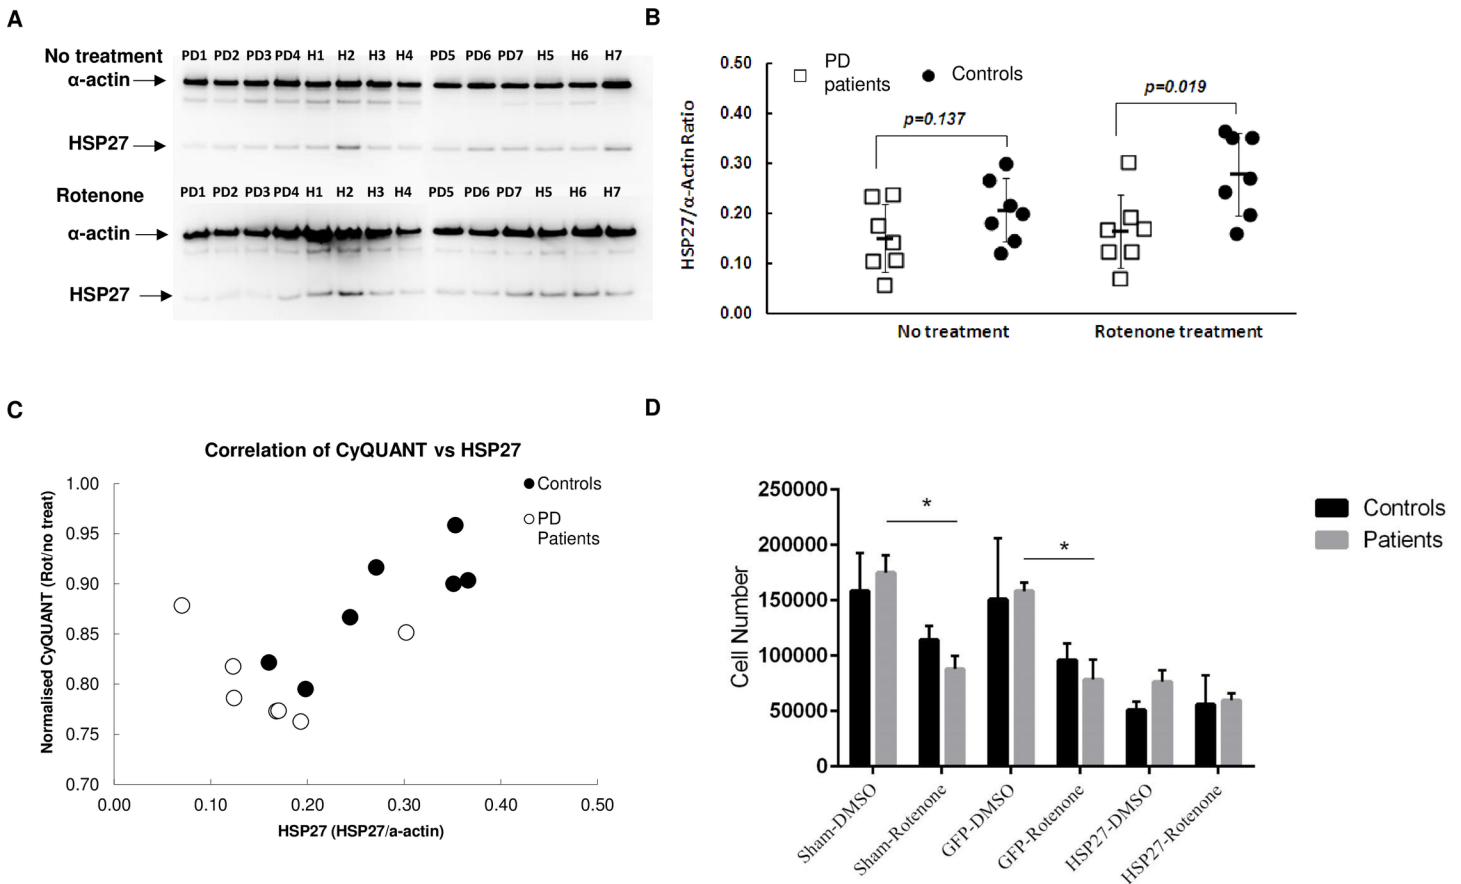 A
No treatment
PD1 PD2 PD3 PD4 H1 H2 H3 H4 PD5 PD6 PD7 H5 H6 H7
α-actin
HSP27
Rotenone
PD1 PD2 PD3 PD4 H1 H2 H3 H4 PD5 PD6 PD7 H5 H6 H7
α-actin
HSP27
B
HSP27/α-Actin Ratio
0.50
0.40
0.30
0.20
0.10
0.00
PD
patients
Controls
p=0.137
p=0.019
No treatment
Rotenone treatment
C
Correlation of CyQUANT vs HSP27
Normalised CyQUANT (Rot/no treat)
1.00
0.95
0.90
0.85
0.80
0.75
0.70
Controls
PD
Patients
0.00 0.10 0.20 0.30 0.40 0.50
HSP27 (HSP27/a-actin)
D
Cell Number
250000
200000
150000
100000
50000
0
*
*
Controls
Patients
Sham-DMSO
Sham-Rotenone
GFP-DMSO
GFP-Rotenone
HSP27-DMSO
HSP27-Rotenone